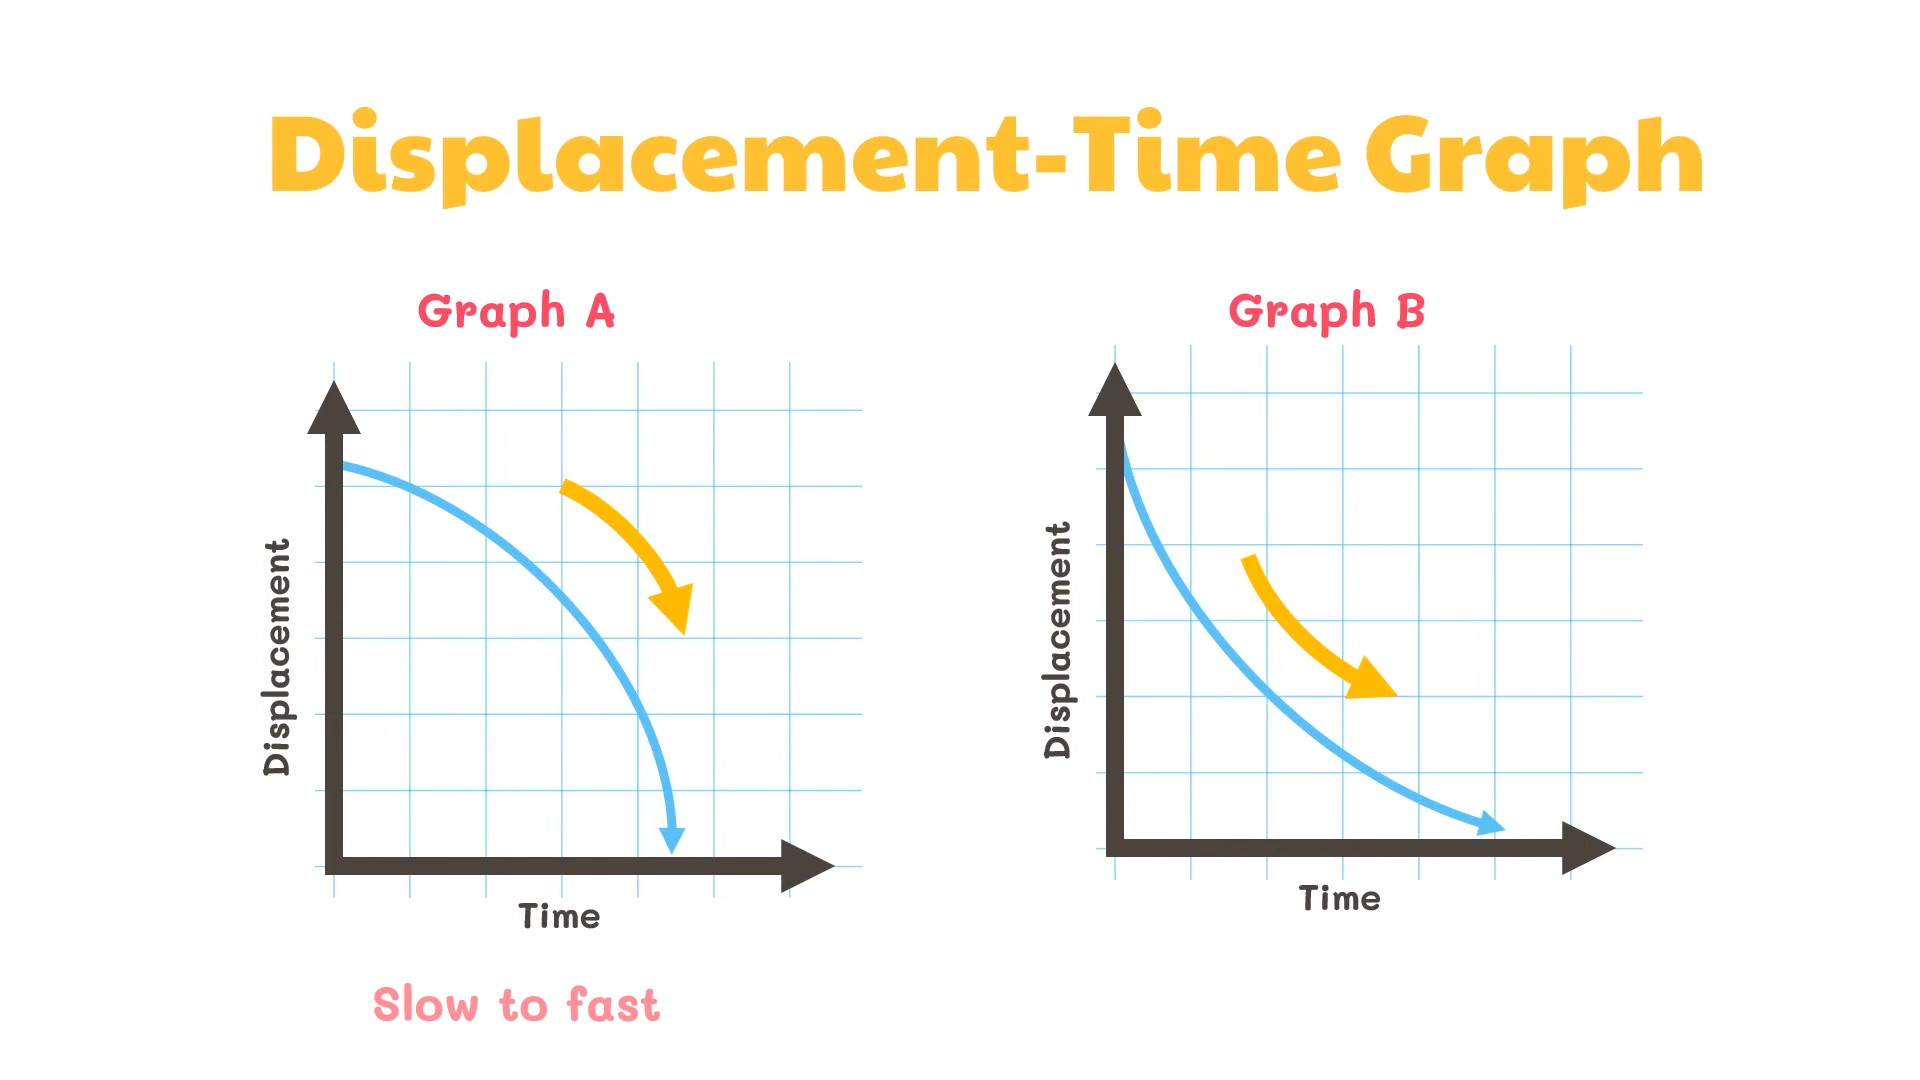 Displacement-Time Graph
Graph A
Displacement
Time
Slow to fast
Graph B
Displacement
Time